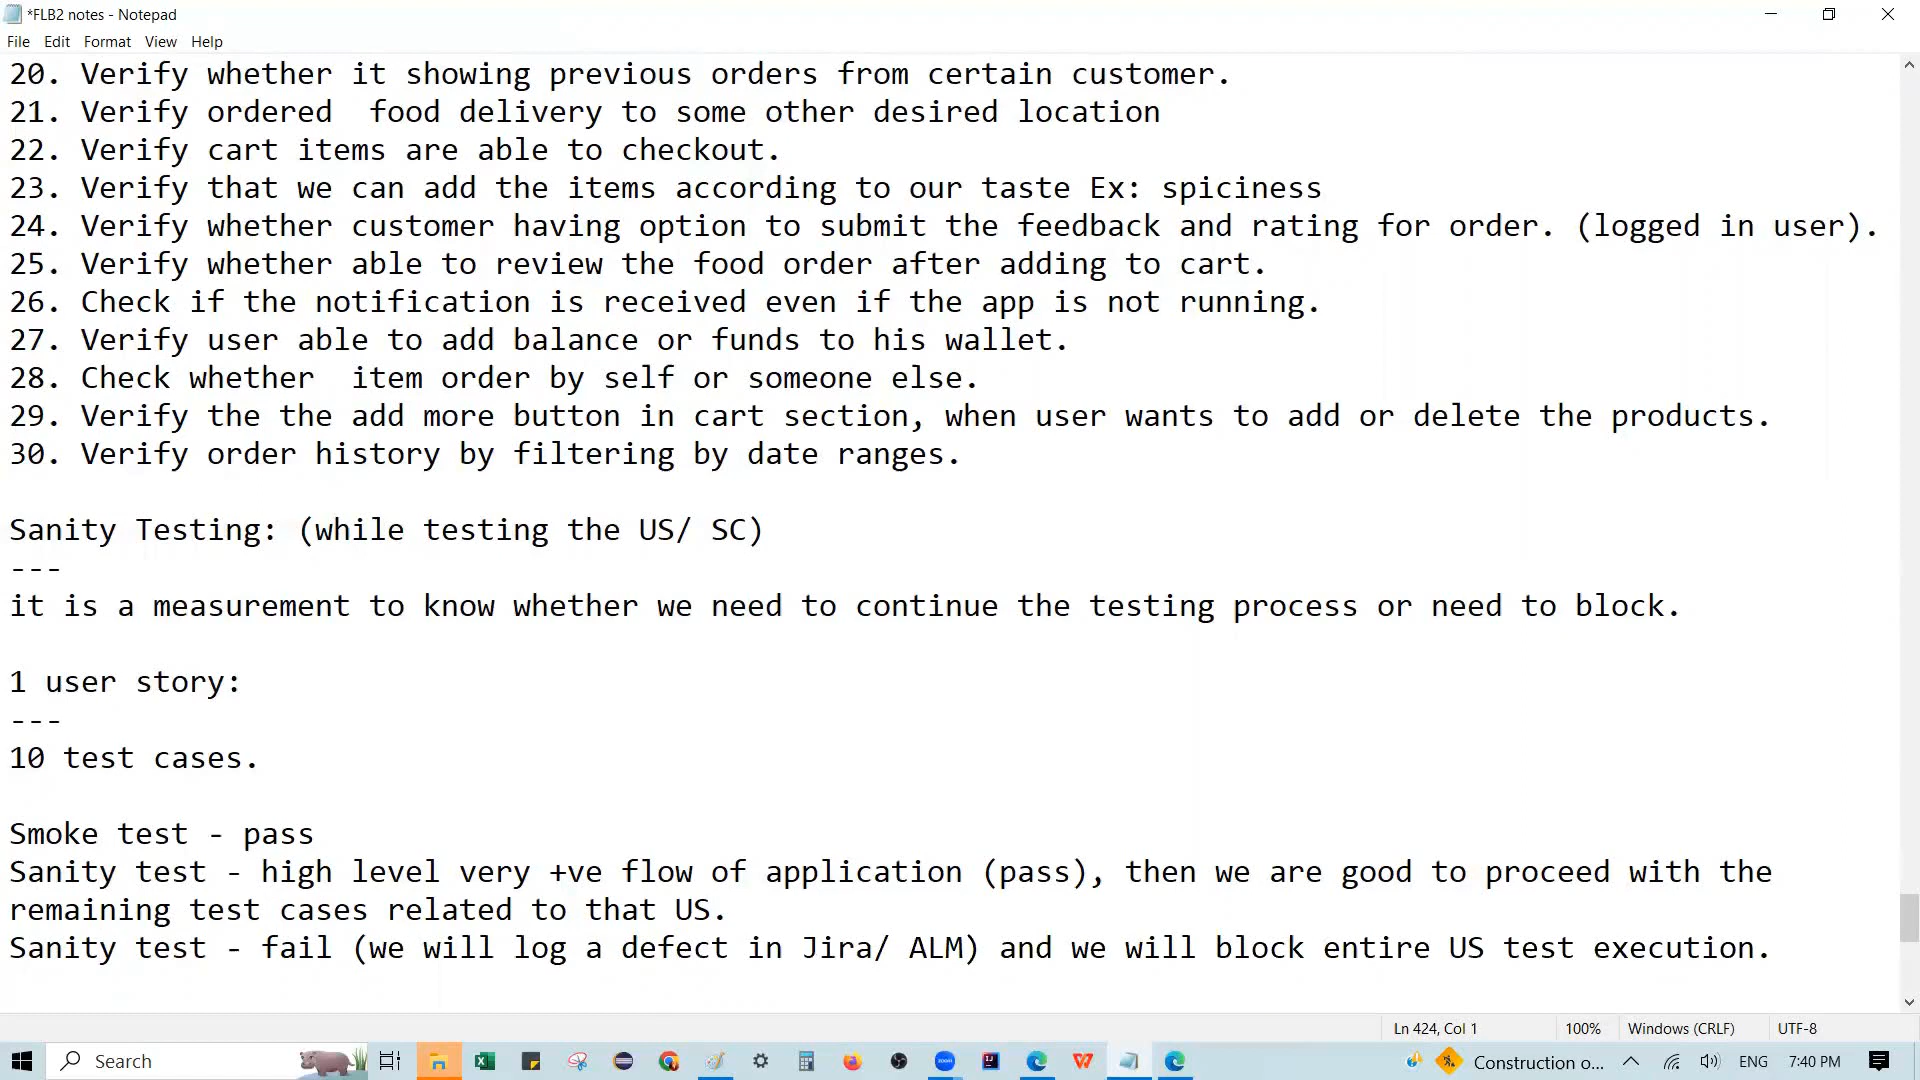 *FLB2 notes - Notepad
File Edit Format View Help
20. Verify whether it showing previous orders from certain customer.
21. Verify ordered  food delivery to some other desired location
22. Verify cart items are able to checkout.
23. Verify that we can add the items according to our taste Ex: spiciness
24. Verify whether customer having option to submit the feedback and rating for order. (logged in user).
25. Verify whether able to review the food order after adding to cart.
26. Check if the notification is received even if the app is not running.
27. Verify user able to add balance or funds to his wallet.
28. Check whether  item order by self or someone else.
29. Verify the the add more button in cart section, when user wants to add or delete the products.
30. Verify order history by filtering by date ranges.
Sanity Testing: (while testing the US/ SC)
---
it is a measurement to know whether we need to continue the testing process or need to block.
1 user story:
---
10 test cases.
Smoke test - pass
Sanity test - high level very +ve flow of application (pass), then we are good to proceed with the
remaining test cases related to that US.
Sanity test - fail (we will log a defect in Jira/ ALM) and we will block entire US test execution.
Ln 424, Col 1 100% Windows (CRLF) UTF-8
Search zoom Construction o... ENG 7:40 PM